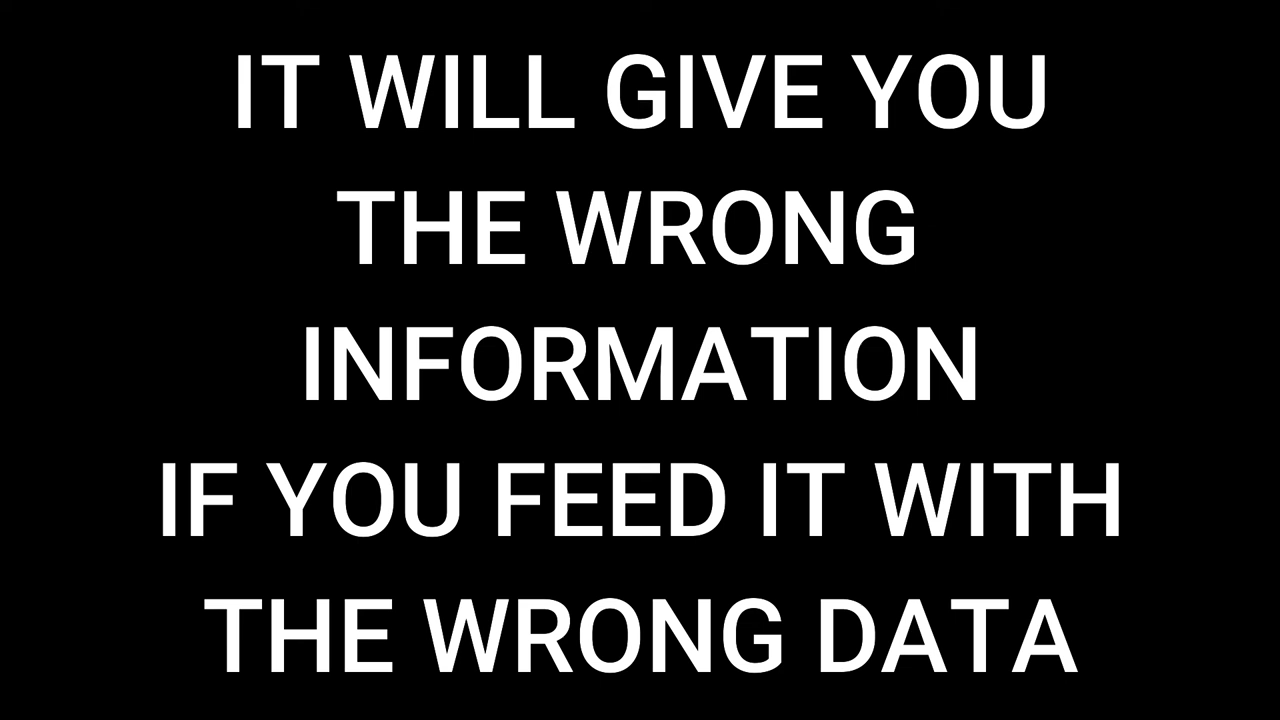 IT WILL GIVE YOU
THE WRONG
INFORMATION
IF YOU FEED IT WITH
THE WRONG DATA